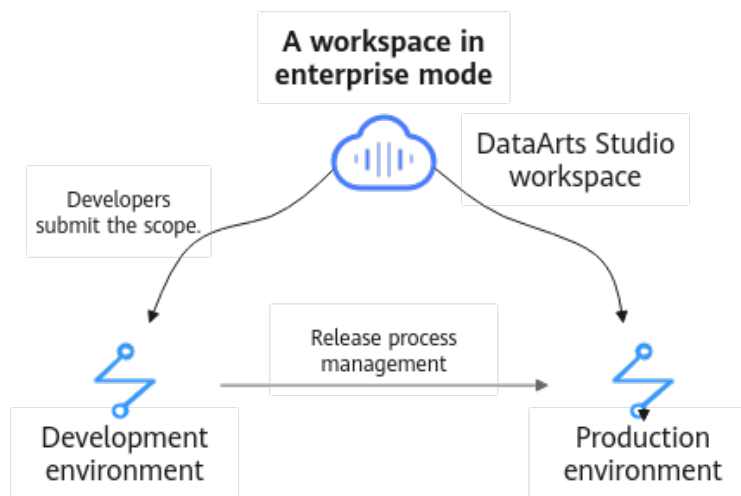 A workspace in
enterprise mode
DataArts Studio
workspace
Developers
submit the scope.
Release process
management
Development
environment
Production
environment